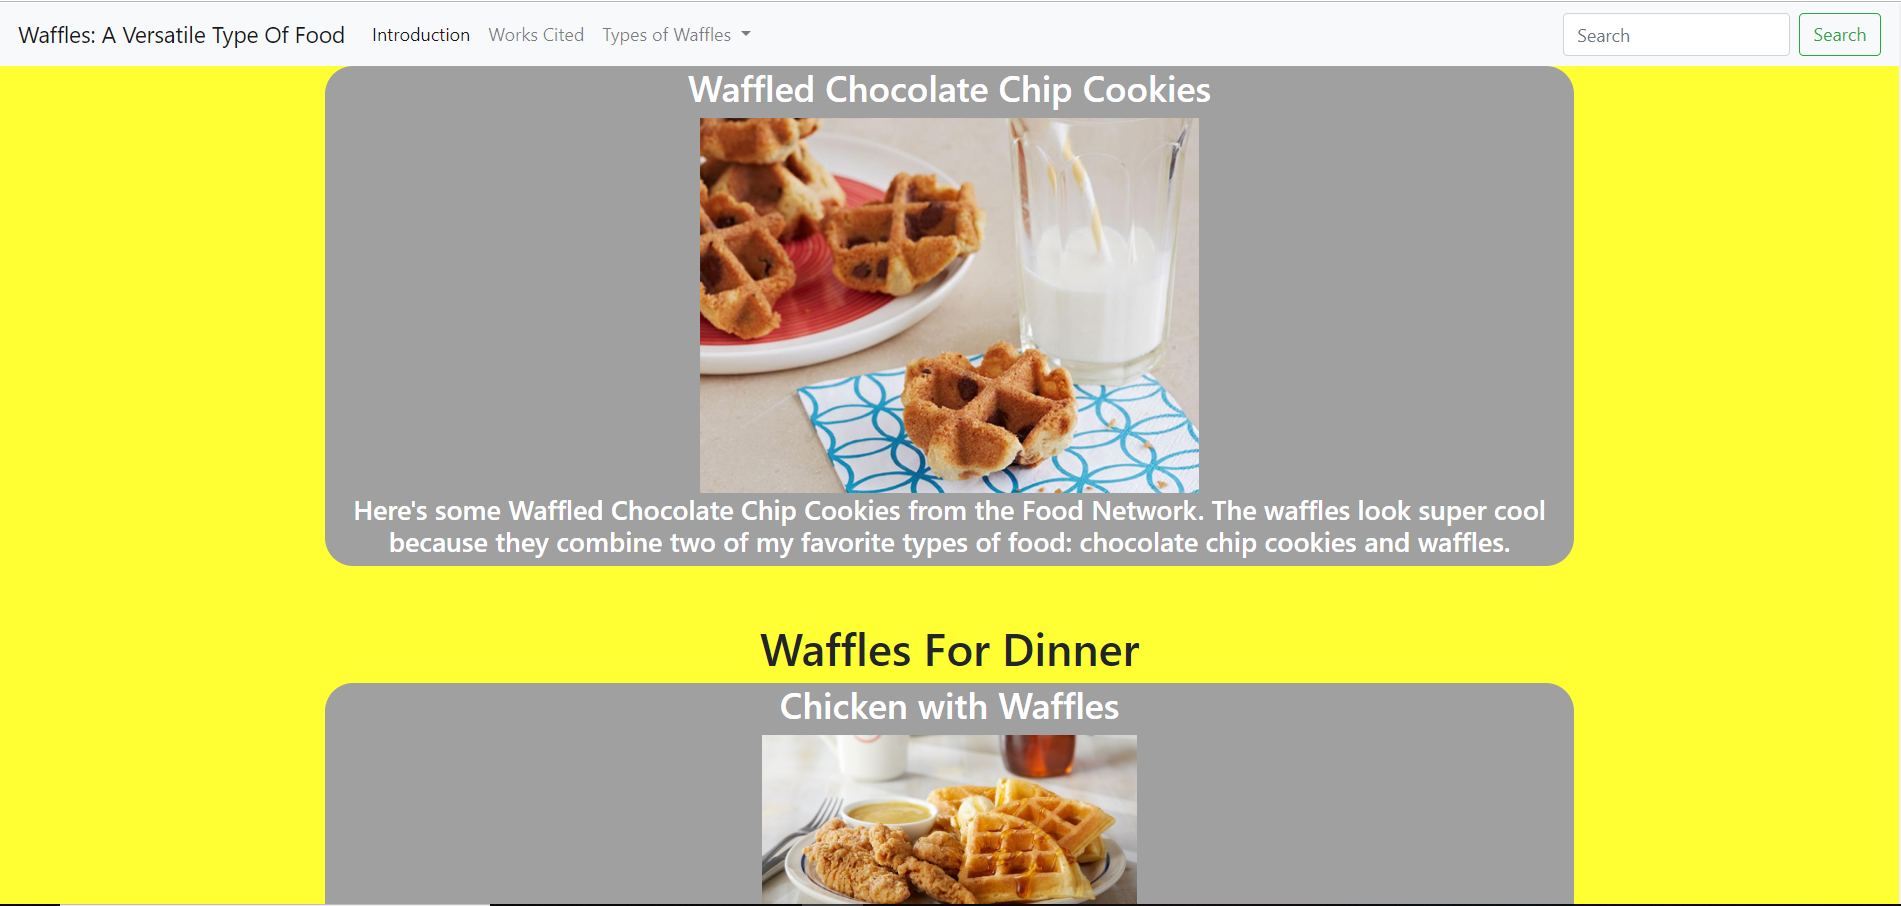 Waffles: A Versatile Type Of Food Introduction Works Cited Types of Waffles Search Search
Waffled Chocolate Chip Cookies
Here's some Waffled Chocolate Chip Cookies from the Food Network. The waffles look super cool
because they combine two of my favorite types of food: chocolate chip cookies and waffles.
Waffles For Dinner
Chicken with Waffles